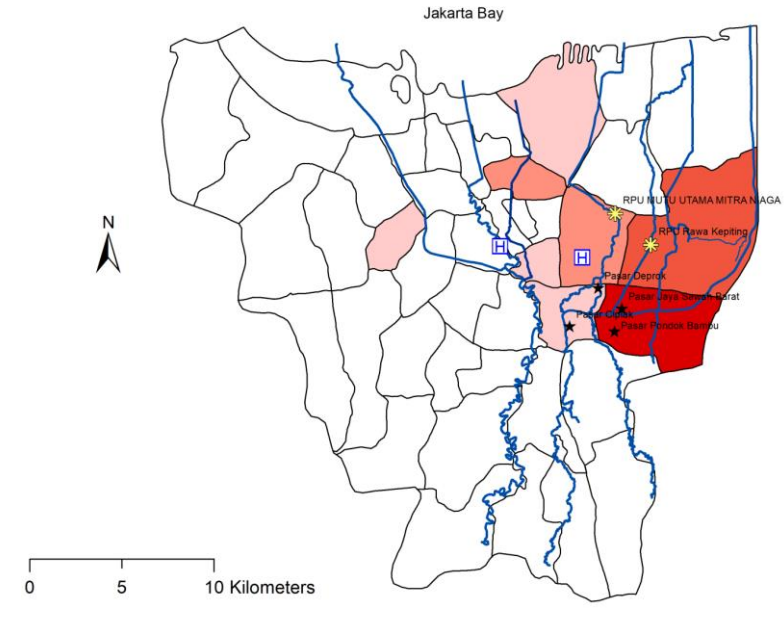 Jakarta Bay
RPU MUTU UTAMA MITRA NIAGA
N
RPU Rawa Kepiting
H
H
Pasar Deprok
Pasar Jaya Sawah Barat
Pasar Ciplak
Pasar Pondok Bambu
0 5 10 Kilometers